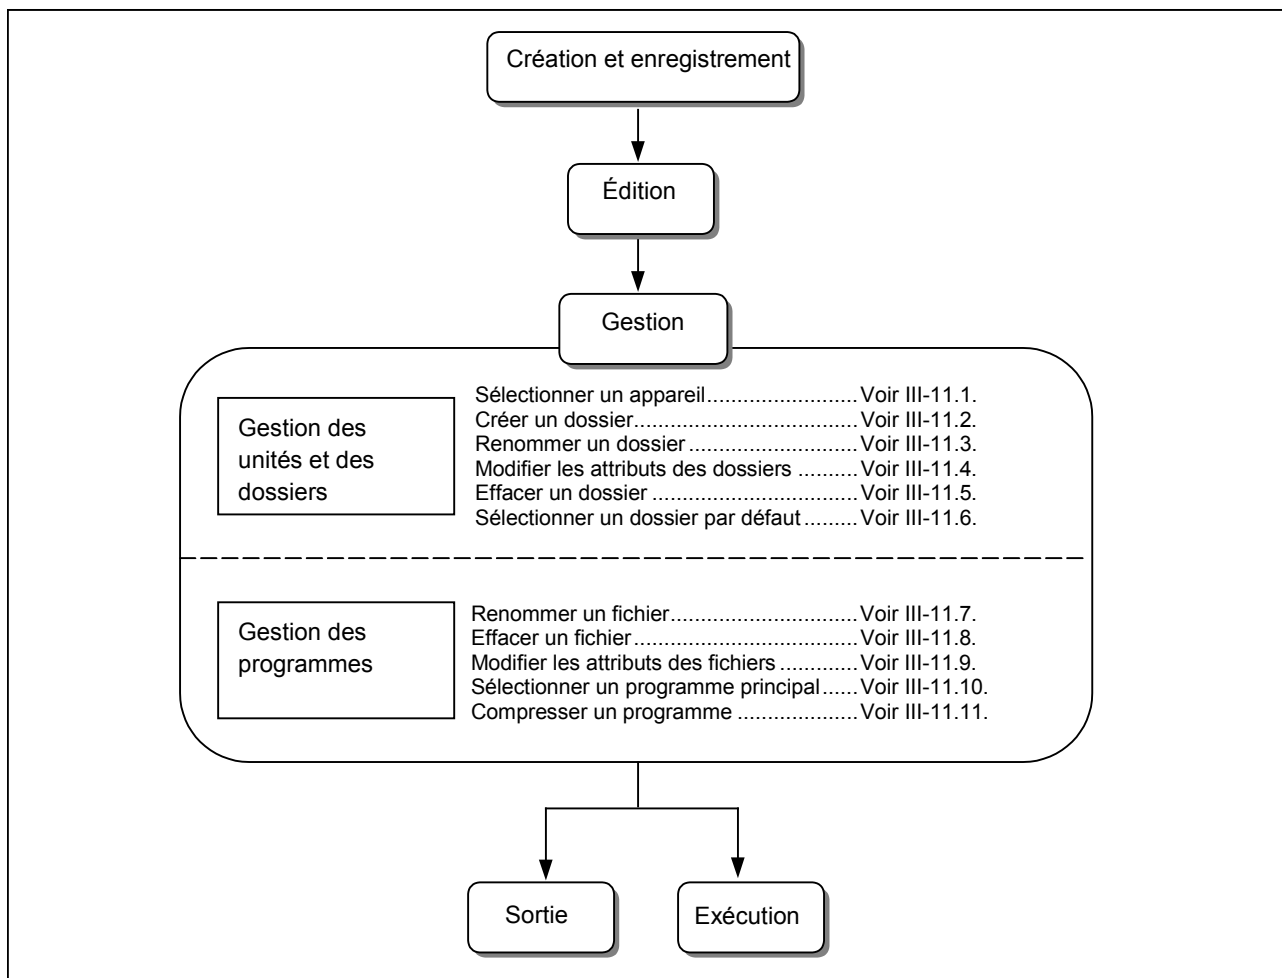 Création et enregistrement
Édition
Gestion
Gestion des
unités et des
dossiers
Sélectionner un appareil.........................Voir III-11.1.
Créer un dossier.....................................Voir III-11.2.
Renommer un dossier ............................Voir III-11.3.
Modifier les attributs des dossiers ..........Voir III-11.4.
Effacer un dossier ..................................Voir III-11.5.
Sélectionner un dossier par défaut .........Voir III-11.6.
Gestion des
programmes
Renommer un fichier...............................Voir III-11.7.
Effacer un fichier .....................................Voir III-11.8.
Modifier les attributs des fichiers .............Voir III-11.9.
Sélectionner un programme principal......Voir III-11.10.
Compresser un programme ....................Voir III-11.11.
Sortie
Exécution